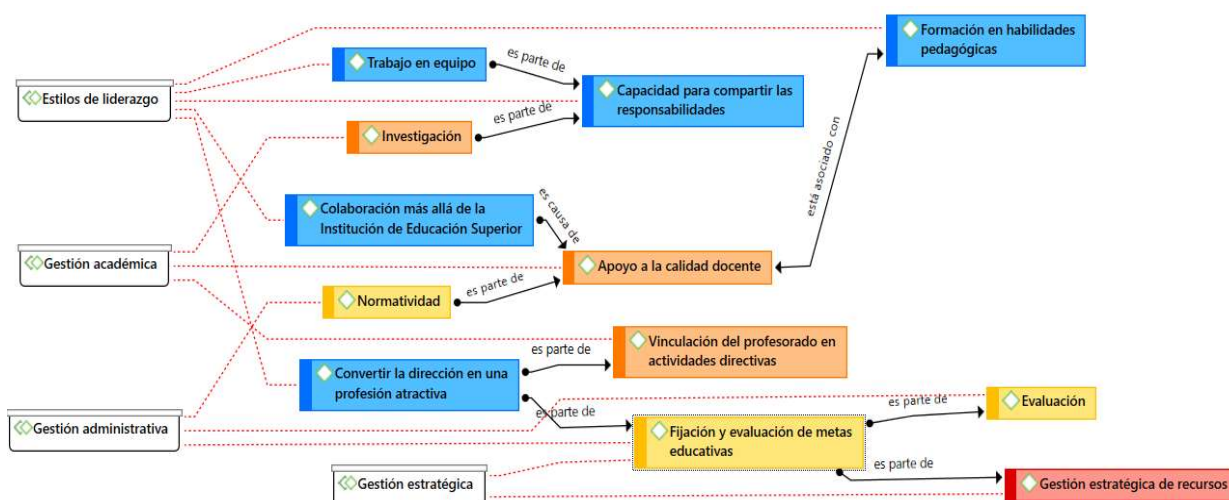 Formación en habilidades
pedagógicas
Trabajo en equipo
es parte de
Estilos de liderazgo
Capacidad para compartir las
responsabilidades
es parte de
Investigación
está asociado con
Colaboración más allá de la
Institución de Educación Superior
es causa de
Gestión académica
Apoyo a la calidad docente
es parte de
Normatividad
Vinculación del profesorado en
actividades directivas
es parte de
Convertir la dirección en una
profesión atractiva
es parte de
es parte de
Evaluación
Gestión administrativa
Fijación y evaluación de metas
educativas
es parte de
Gestión estratégica
Gestión estratégica de recursos